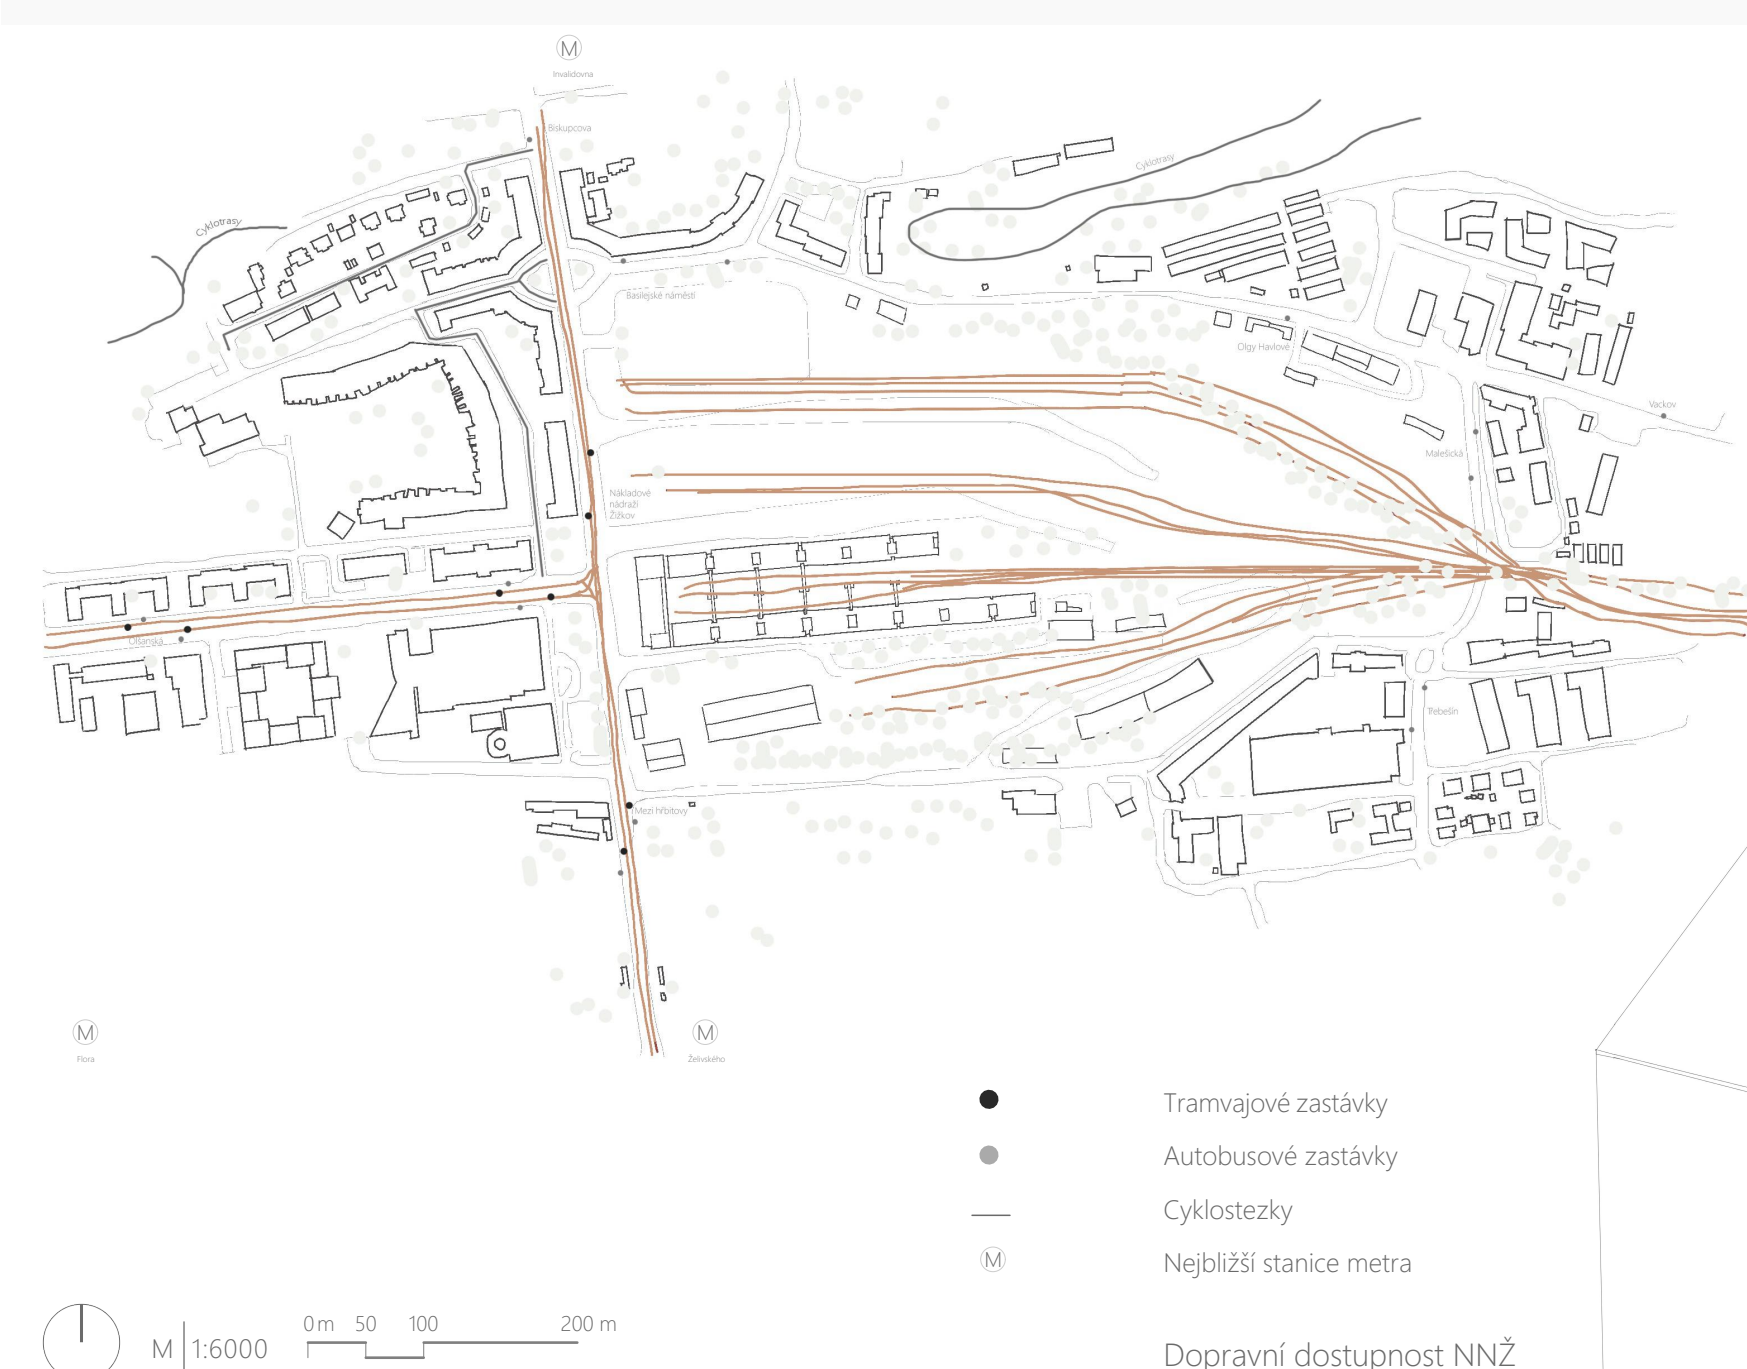 M
Invalidovna
Biskupcova
Cyklotrasy
Cyklotrasy
Basilejské náměstí
Olgy Havlové
Vackov
Malešická
Nákladové
nádraží
Žižkov
Olšanská
Třebešín
Mezi hřbitovy
M
Flora
M
Želivského
Tramvajové zastávky
Autobusové zastávky
Cyklostezky
M
Nejbližší stanice metra
0 m 50 100 200 m
M 1:6000
Dopravní dostupnost NNŽ